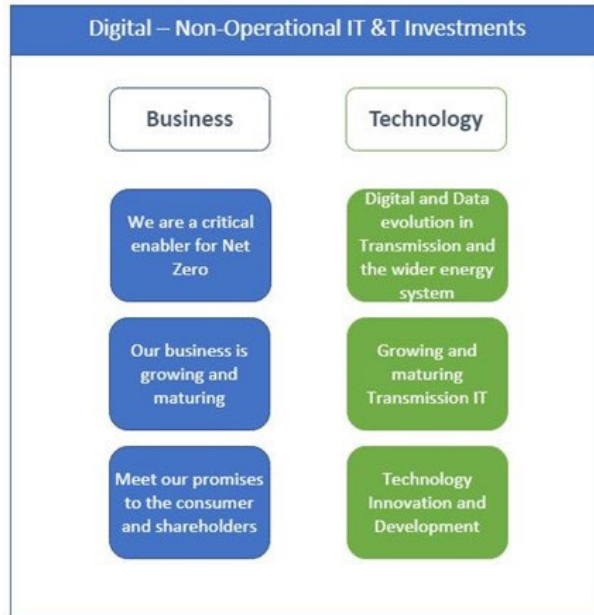 Digital – Non-Operational IT &T Investments
Business
Technology
We are a critical
enabler for Net
Zero
Digital and Data
evolution in
Transmission and
the wider energy
system
Our business is
growing and
maturing
Growing and
maturing
Transmission IT
Meet our promises
to the consumer
and shareholders
Technology
Innovation and
Development